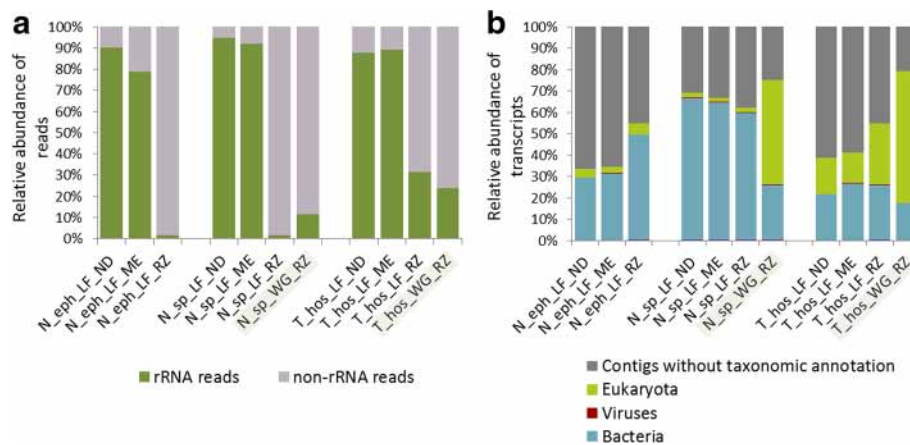 a
Relative abundance of reads
100%
90%
80%
70%
60%
50%
40%
30%
20%
10%
0%
N_eph_LF_ND
N_eph_LF_ME
N_eph_LF_RZ
N_sp_LF_ND
N_sp_LF_ME
N_sp_LF_RZ
N_sp_WG_RZ
T_hos_LF_ND
T_hos_LF_ME
T_hos_LF_RZ
T_hos_WG_RZ
rRNA reads
non-rRNA reads
b
Relative abundance of transcripts
100%
90%
80%
70%
60%
50%
40%
30%
20%
10%
0%
N_eph_LF_ND
N_eph_LF_ME
N_eph_LF_RZ
N_sp_LF_ND
N_sp_LF_ME
N_sp_LF_RZ
N_sp_WG_RZ
T_hos_LF_ND
T_hos_LF_ME
T_hos_LF_RZ
T_hos_WG_RZ
Contigs without taxonomic annotation
Eukaryota
Viruses
Bacteria